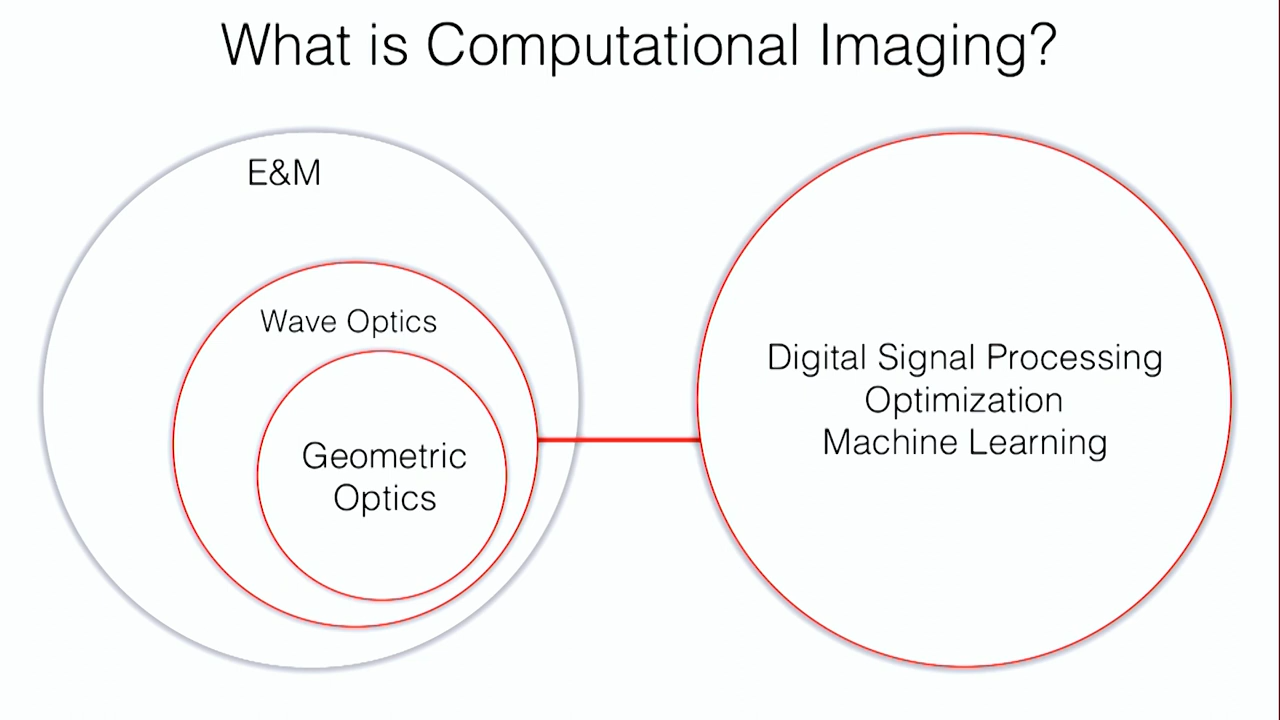 What is Computational Imaging?
E&M
Wave Optics
Geometric
Optics
Digital Signal Processing
Optimization
Machine Learning